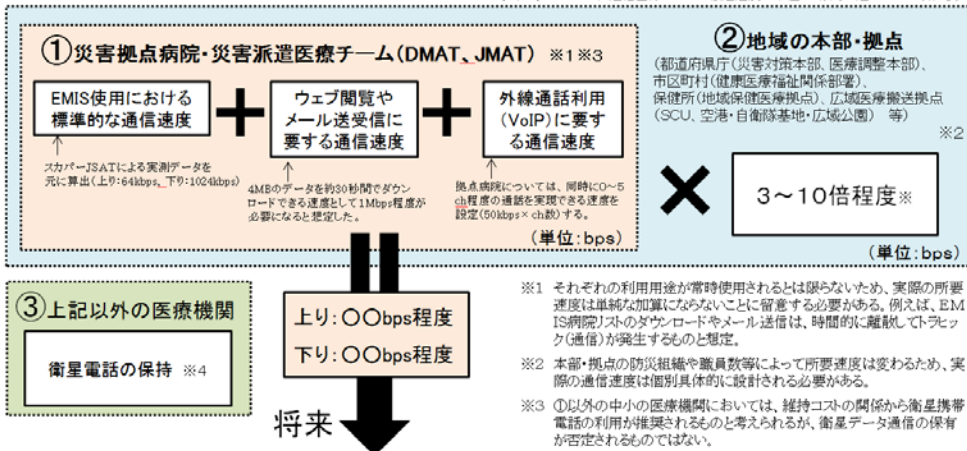 ①災害拠点病院・災害派遣医療チーム(DMAT、JMAT) ※1※3
EMIS使用における
標準的な通信速度
+
ウェブ閲覧や
メール送受信に
要する通信速度
+
外線通話利用
(VoIP)に要す
る通信速度
スカパーJSATによる実測データを
元に算出(上り:64kbps、下り:1024kbps)
4MBのデータを約30秒間でダウン
ロードできる速度として1Mbps程度が
必要になると想定した。
拠点病院については、同時に0～5
ch程度の通話を実現できる速度を
設定(50kbps×ch数)する。
(単位:bps)
②地域の本部・拠点
(都道府県庁(災害対策本部、医療調整本部)、
市区町村(健康医療福祉関係部署)、
保健所(地域保健医療拠点)、広域医療搬送拠点
(SCU、空港・自衛隊基地・広域公園) 等)
※2
×
3～10倍程度※
(単位:bps)
③上記以外の医療機関
衛星電話の保持 ※4
上り:〇〇bps程度
下り:〇〇bps程度
将来
※1 それぞれの利用用途が常時使用されるとは限らないため、実際の所要
速度は単純な加算にならないことに留意する必要がある。例えば、EM
IS病院リストのダウンロードやメール送信は、時間的に離散してトラヒッ
ク(通信)が発生するものと想定。
※2 本部・拠点の防災組織や職員数等によって所要速度は変わるため、実
際の通信速度は個別具体的に設計される必要がある。
※3 ①以外の中小の医療機関においては、維持コストの関係から衛星携帯
電話の利用が推奨されるものと考えられるが、衛星データ通信の保有
が否定されるものではない。